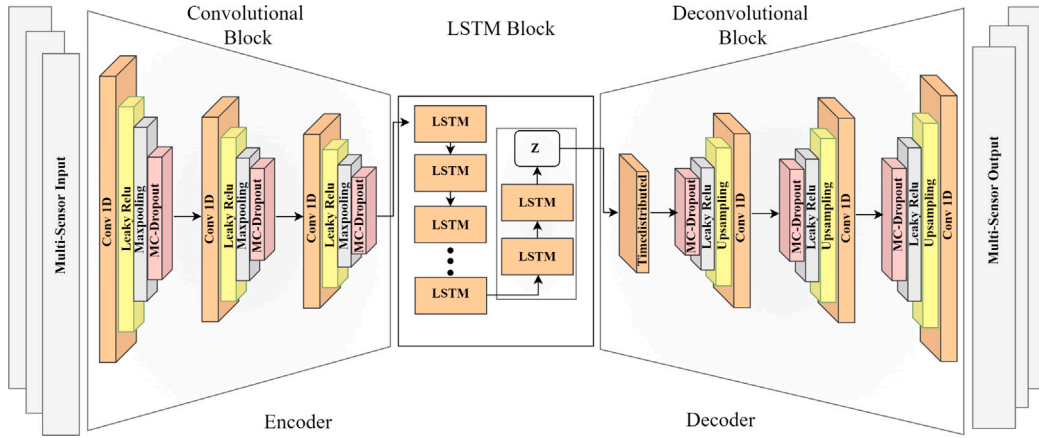 Convolutional
Block
LSTM Block
Deconvolutional
Block
Multi-Sensor Input
Conv 1D
Leaky Relu
Maxpooling
MC-Dropout
Conv 1D
Leaky Relu
Maxpooling
MC-Dropout
Conv 1D
Leaky Relu
Maxpooling
MC-Dropout
LSTM
LSTM
LSTM
LSTM
LSTM
LSTM
Z
Timedistributed
MC-Dropout
Leaky Relu
Upsampling
Conv 1D
MC-Dropout
Leaky Relu
Upsampling
Conv 1D
MC-Dropout
Leaky Relu
Upsampling
Conv 1D
Multi-Sensor Output
Encoder
Decoder